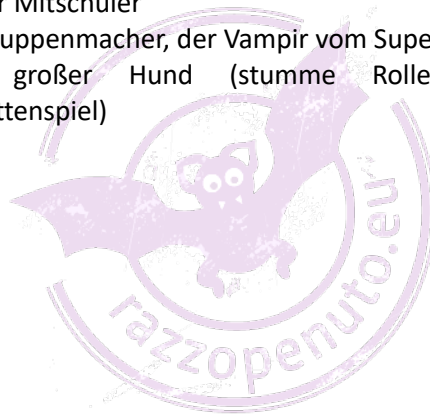 r Mitschüler
uppenmacher, der Vampir vom Supe
großer Hund (stumme Rolle
ttenspiel)
razzopenuto.eu